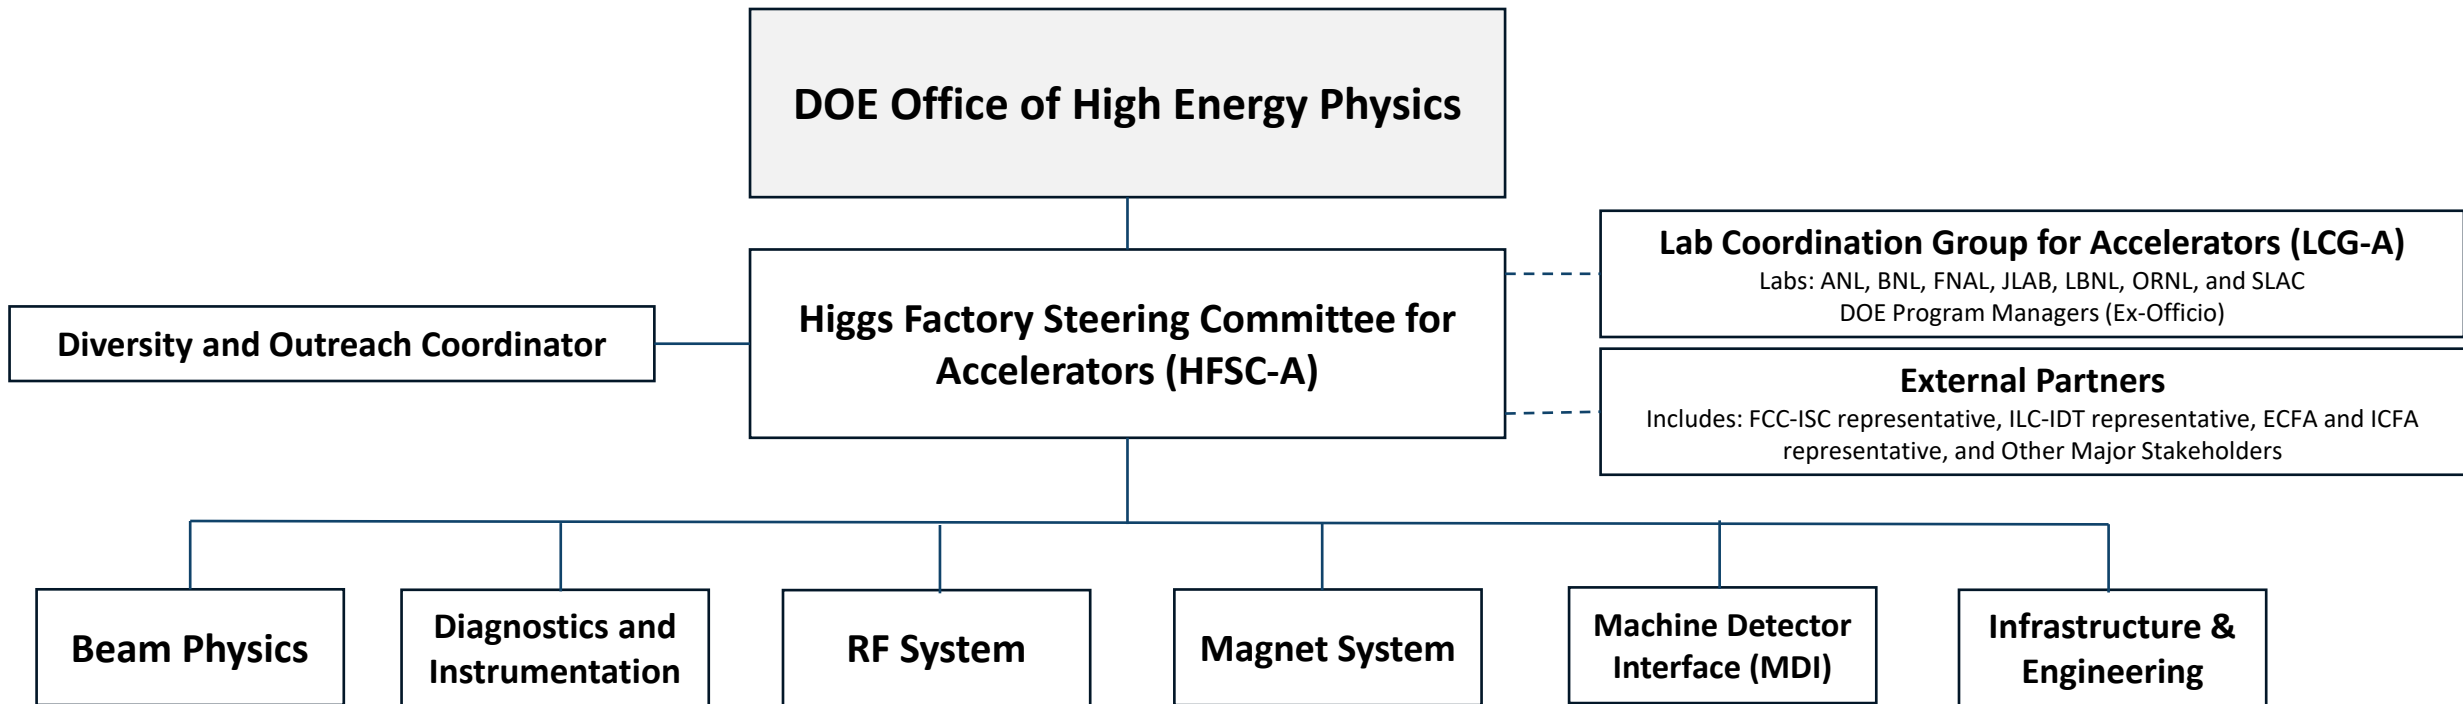 DOE Office of High Energy Physics
Lab Coordination Group for Accelerators (LCG-A)
Labs: ANL, BNL, FNAL, JLAB, LBNL, ORNL, and SLAC
DOE Program Managers (Ex-Officio)
Higgs Factory Steering Committee for
Accelerators (HFSC-A)
Diversity and Outreach Coordinator
External Partners
Includes: FCC-ISC representative, ILC-IDT representative, ECFA and ICFA
representative, and Other Major Stakeholders
Beam Physics
Diagnostics and
Instrumentation
RF System
Magnet System
Machine Detector
Interface (MDI)
Infrastructure &
Engineering